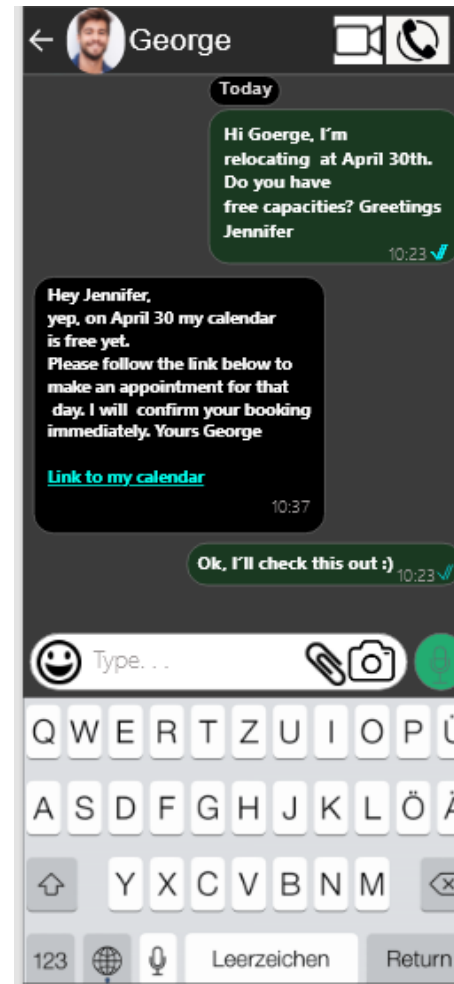 George
Today
Hi Goerge, I'm
relocating at April 30th.
Do you have
free capacities? Greetings
Jennifer
10:23
Hey Jennifer,
yep, on April 30 my calendar
is free yet.
Please follow the link below to
make an appointment for that
day. I will confirm your booking
immediately. Yours George
Link to my calendar
10:37
Ok, I'll check this out :)
10:23
Type. . .
Q W E R T Z U I O P Ü
A S D F G H J K L Ö Ä
Y X C V B N M
123 Leerzeichen Return